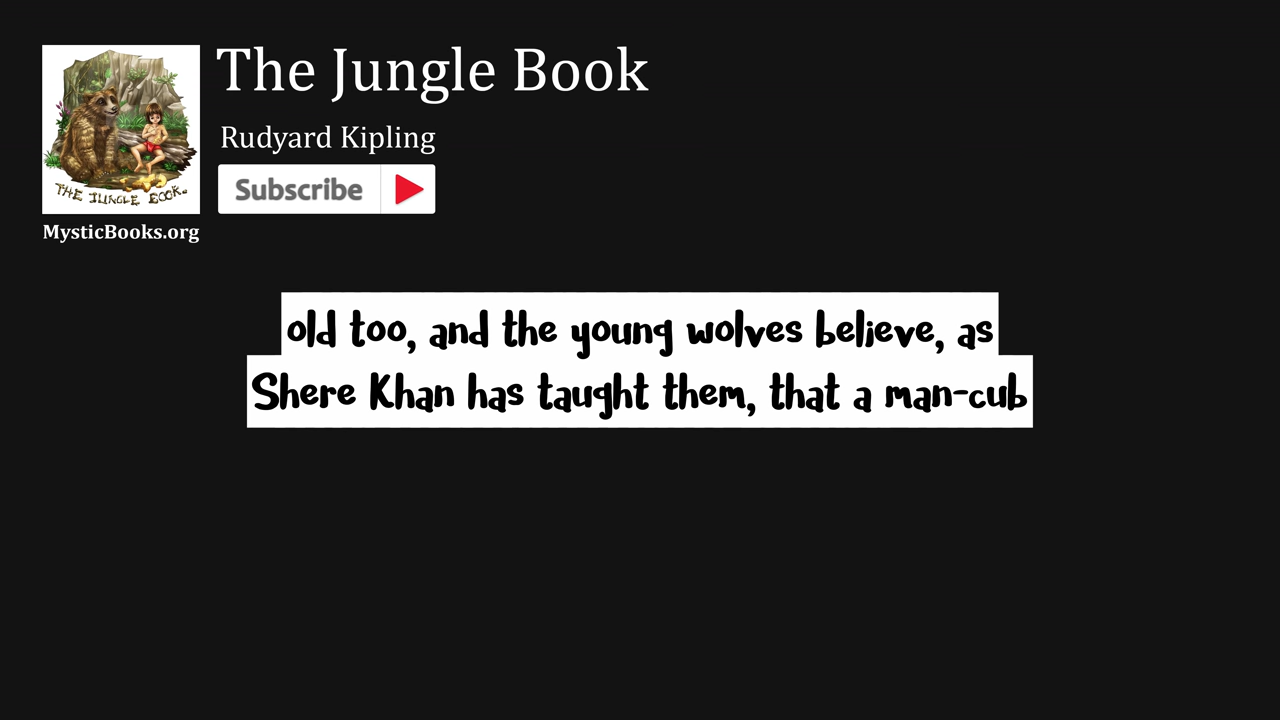 The Jungle Book
Rudyard Kipling
Subscribe
THE JUNGLE BOOK.
MysticBooks.org
old too, and the young wolves believe, as
Shere Khan has taught them, that a man-cub